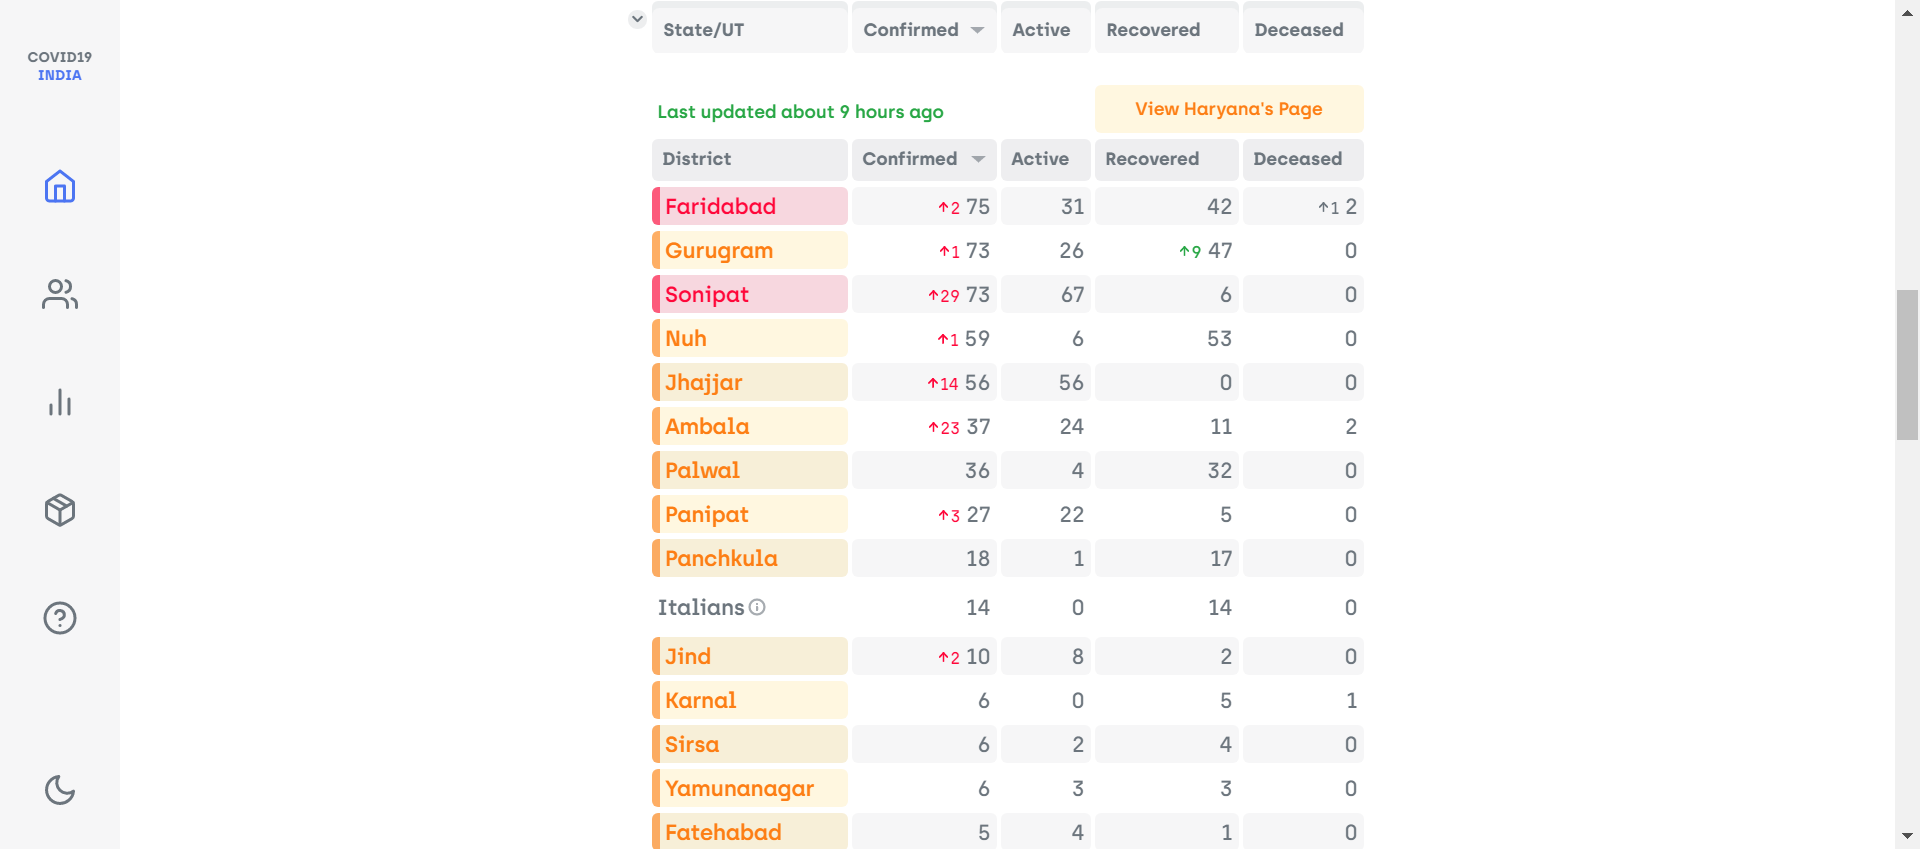 COVID19
INDIA
State/UT Confirmed Active Recovered Deceased
Last updated about 9 hours ago View Haryana's Page
District Confirmed Active Recovered Deceased
Faridabad ↑2 75 31 42 ↑1 2
Gurugram ↑1 73 26 ↑9 47 0
Sonipat ↑29 73 67 6 0
Nuh ↑1 59 6 53 0
Jhajjar ↑14 56 56 0 0
Ambala ↑23 37 24 11 2
Palwal 36 4 32 0
Panipat ↑3 27 22 5 0
Panchkula 18 1 17 0
Italians 14 0 14 0
Jind ↑2 10 8 2 0
Karnal 6 0 5 1
Sirsa 6 2 4 0
Yamunanagar 6 3 3 0
Fatehabad 5 4 1 0